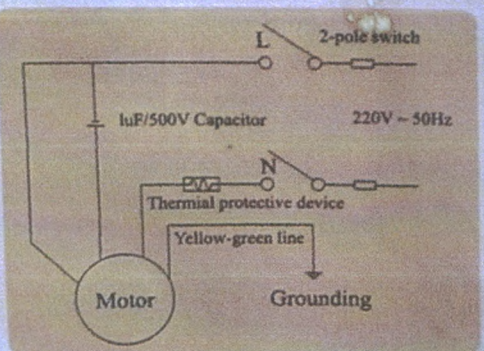 L
2-pole switch
1uF/500V Capacitor
220V ~ 50Hz
N
Thermial protective device
Yellow-green line
Motor
Grounding